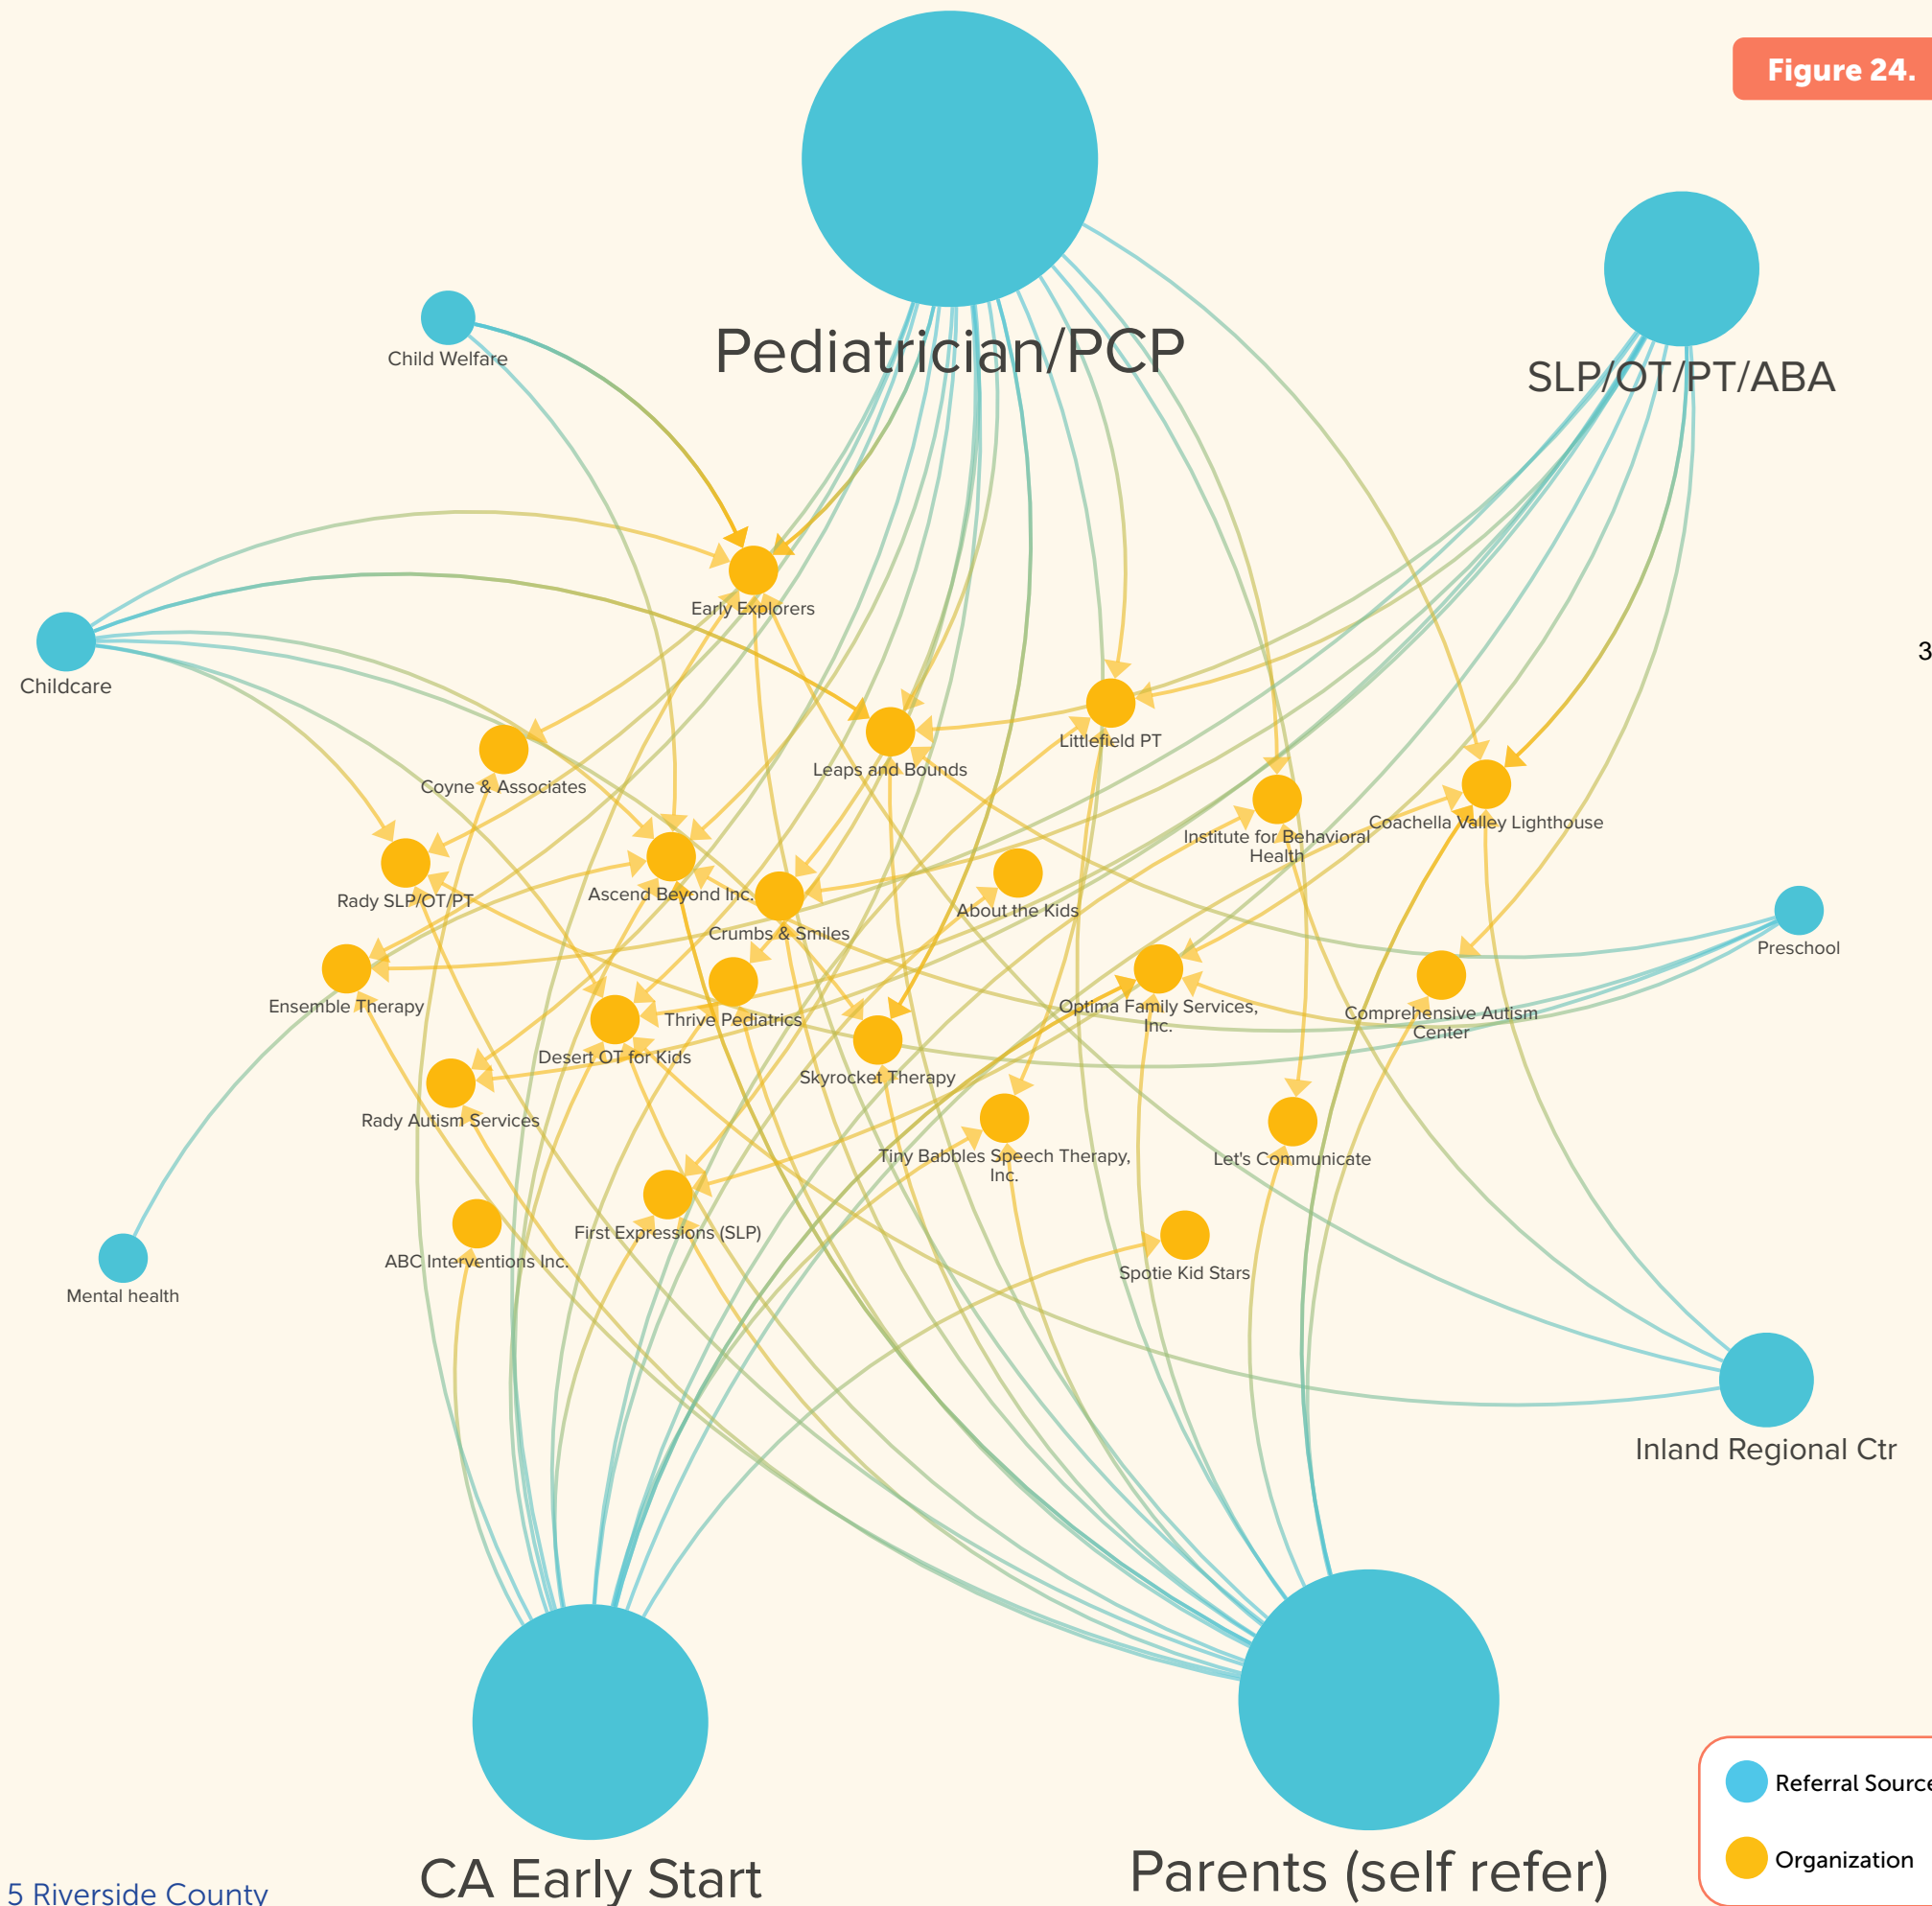 Figure 24.
Pediatrician/PCP
Child Welfare
SLP/OT/PT/ABA
Early Explorers
3
Childcare
Littlefield PT
Leaps and Bounds
Coyne & Associates
Coachella Valley Lighthouse
Institute for Behavioral
Health
Ascend Beyond Inc.
Rady SLP/OT/PT
About the Kids
Crumbs & Smiles
Preschool
Ensemble Therapy
Optima Family Services,
Inc.
Comprehensive Autism
Center
Thrive Pediatrics
Desert OT for Kids
Skyrocket Therapy
Rady Autism Services
Tiny Babbles Speech Therapy,
Inc.
Let's Communicate
First Expressions (SLP)
ABC Interventions Inc.
Spotie Kid Stars
Mental health
Inland Regional Ctr
Referral Source
Organization
CA Early Start
Parents (self refer)
5 Riverside County